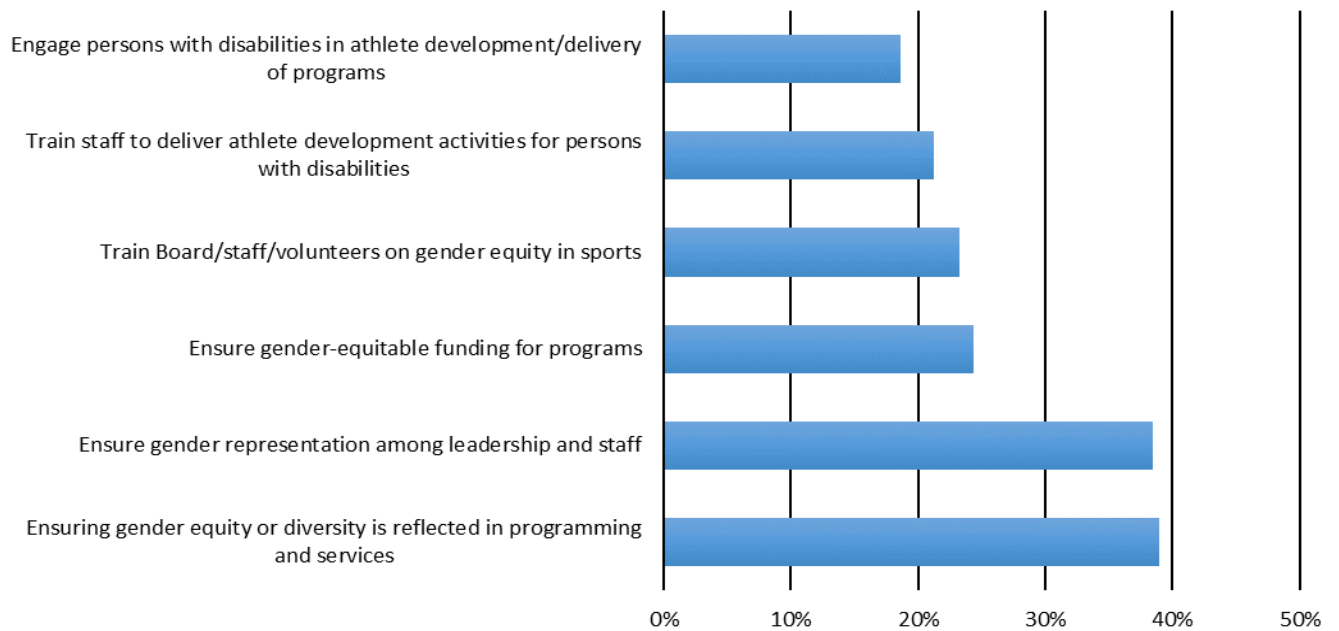 Engage persons with disabilities in athlete development/delivery
of programs
Train staff to deliver athlete development activities for persons
with disabilities
Train Board/staff/volunteers on gender equity in sports
Ensure gender-equitable funding for programs
Ensure gender representation among leadership and staff
Ensuring gender equity or diversity is reflected in programming
and services
0% 10% 20% 30% 40% 50%